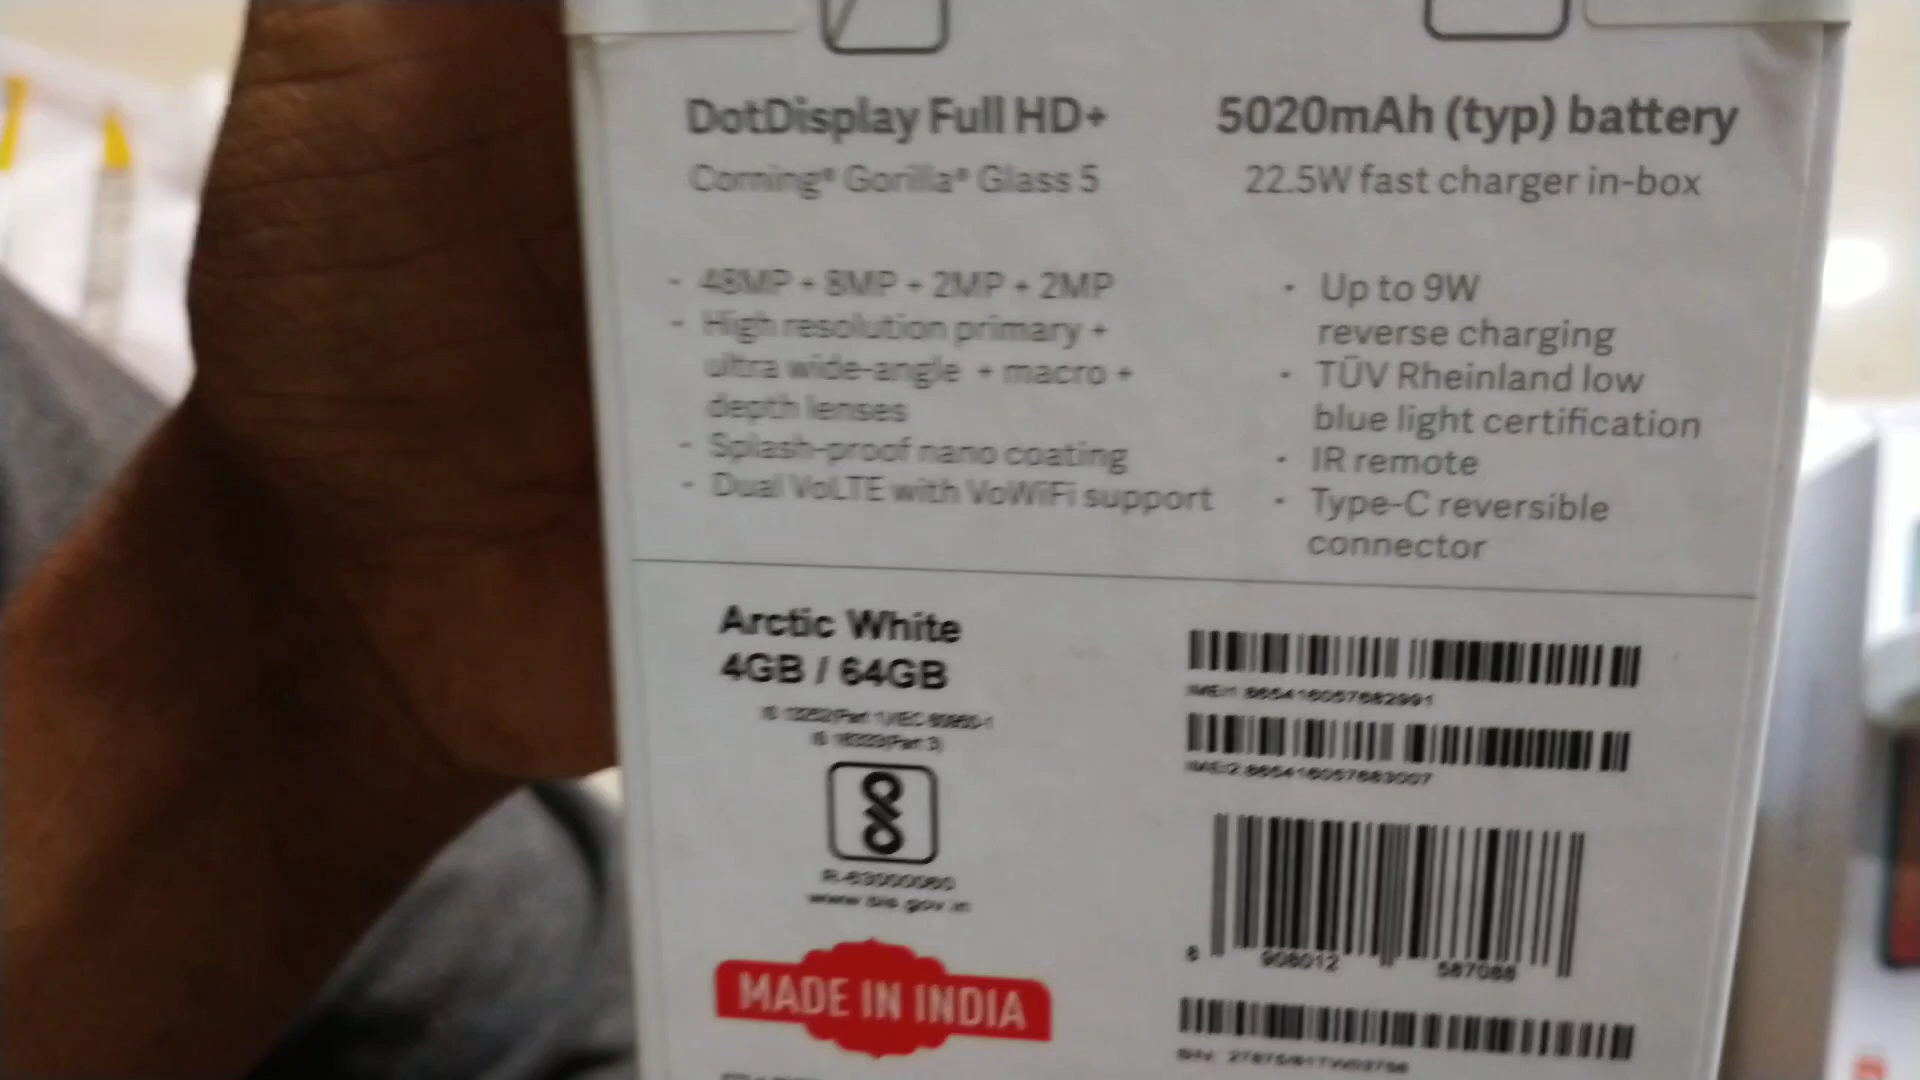 DotDisplay Full HD+
Corning® Gorilla® Glass 5
- 48MP + 8MP + 2MP + 2MP
- High resolution primary +
ultra wide-angle + macro +
depth lenses
- Splash-proof nano coating
- Dual VoLTE with VoWiFi support
5020mAh (typ) battery
22.5W fast charger in-box
- Up to 9W
reverse charging
- TÜV Rheinland low
blue light certification
- IR remote
- Type-C reversible
connector
Arctic White
4GB / 64GB
www.bis.gov.in
MADE IN INDIA
IMEI1
IMEI2
908012
S/N: